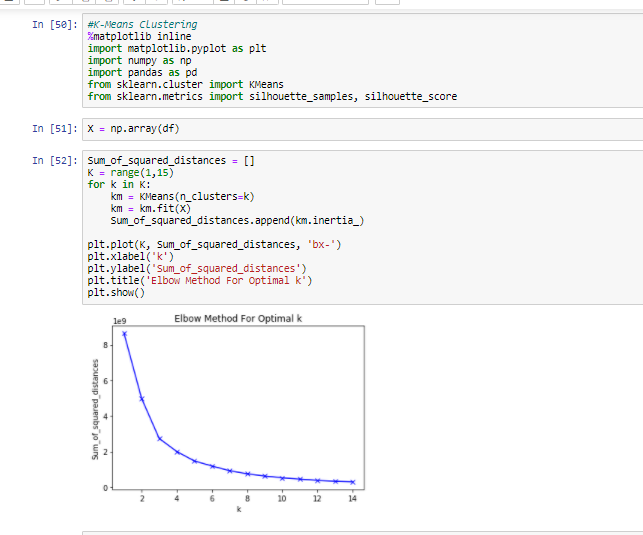 In [50]: #K-Means Clustering
%matplotlib inline
import matplotlib.pyplot as plt
import numpy as np
import pandas as pd
from sklearn.cluster import KMeans
from sklearn.metrics import silhouette_samples, silhouette_score
In [51]: X = np.array(df)
In [52]: Sum_of_squared_distances = []
K = range(1,15)
for k in K:
    km = KMeans(n_clusters=k)
    km = km.fit(X)
    Sum_of_squared_distances.append(km.inertia_)
plt.plot(K, Sum_of_squared_distances, 'bx-')
plt.xlabel('k')
plt.ylabel('Sum_of_squared_distances')
plt.title('Elbow Method For Optimal k')
plt.show()
1e9
Elbow Method For Optimal k
8
6
4
2
0
Sum_of_squared_distances
2 4 6 8 10 12 14
k